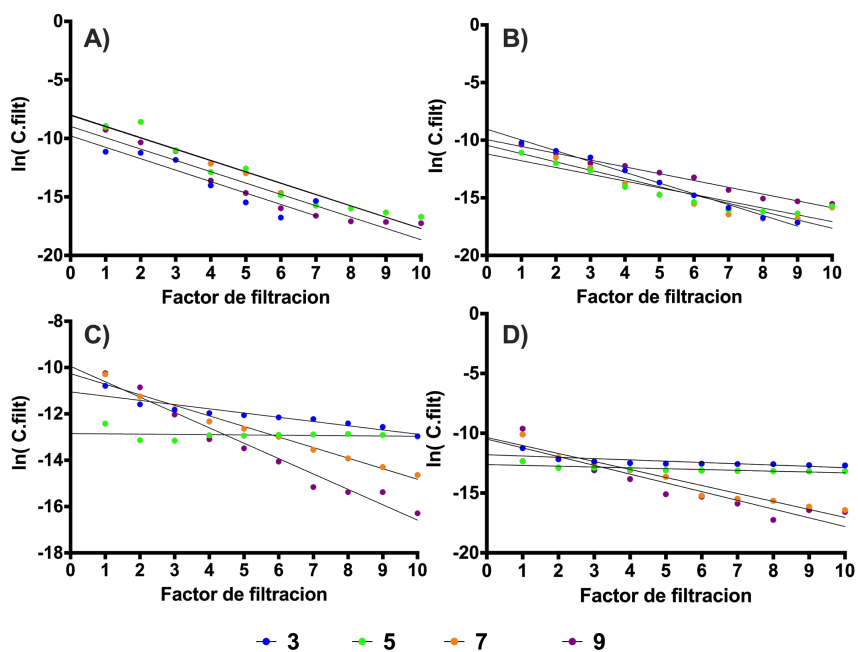 A)
ln( C.filt)
0
-5
-10
-15
-20
0 1 2 3 4 5 6 7 8 9 10
Factor de filtracion
B)
ln( C.filt)
0
-5
-10
-15
-20
0 1 2 3 4 5 6 7 8 9 10
Factor de filtracion
C)
ln( C.filt)
-8
-10
-12
-14
-16
-18
0 1 2 3 4 5 6 7 8 9 10
Factor de filtracion
D)
ln( C.filt)
0
-5
-10
-15
-20
0 1 2 3 4 5 6 7 8 9 10
Factor de filtracion
3 5 7 9